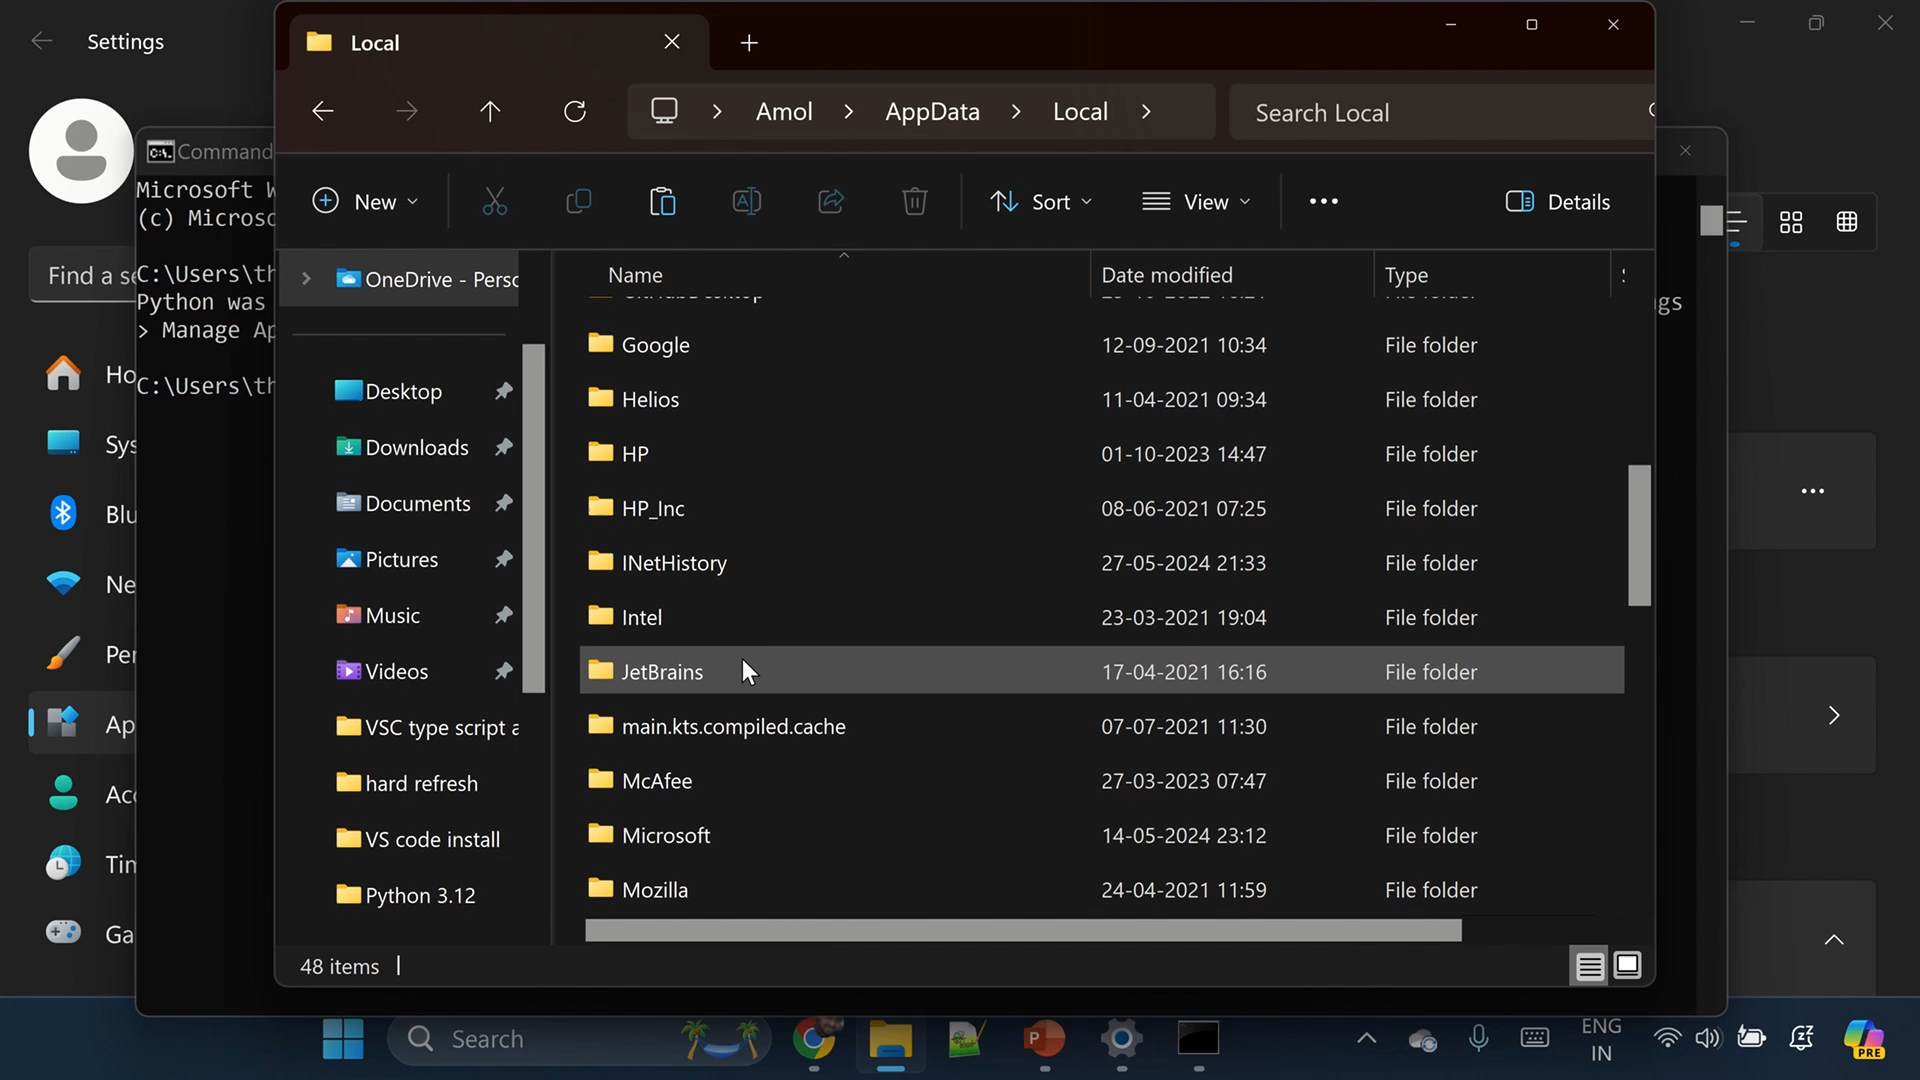 Settings
Local
Amol
AppData
Local
Search Local
Command
Microsoft
(c) Microso
New
Sort
View
Details
Find a se
C:\Users\th
Python was
gs
> Manage Ap
C:\Users\th
OneDrive - Perso
Desktop
Downloads
Documents
Pictures
Music
Videos
VSC type script a
hard refresh
VS code install
Python 3.12
Ho
Sys
Blu
Ne
Per
Ap
Acc
Tim
Ga
Name Date modified Type
Google 12-09-2021 10:34 File folder
Helios 11-04-2021 09:34 File folder
HP 01-10-2023 14:47 File folder
HP_Inc 08-06-2021 07:25 File folder
INetHistory 27-05-2024 21:33 File folder
Intel 23-03-2021 19:04 File folder
JetBrains 17-04-2021 16:16 File folder
main.kts.compiled.cache 07-07-2021 11:30 File folder
McAfee 27-03-2023 07:47 File folder
Microsoft 14-05-2024 23:12 File folder
Mozilla 24-04-2021 11:59 File folder
48 items
Search
ENG
IN
PRE